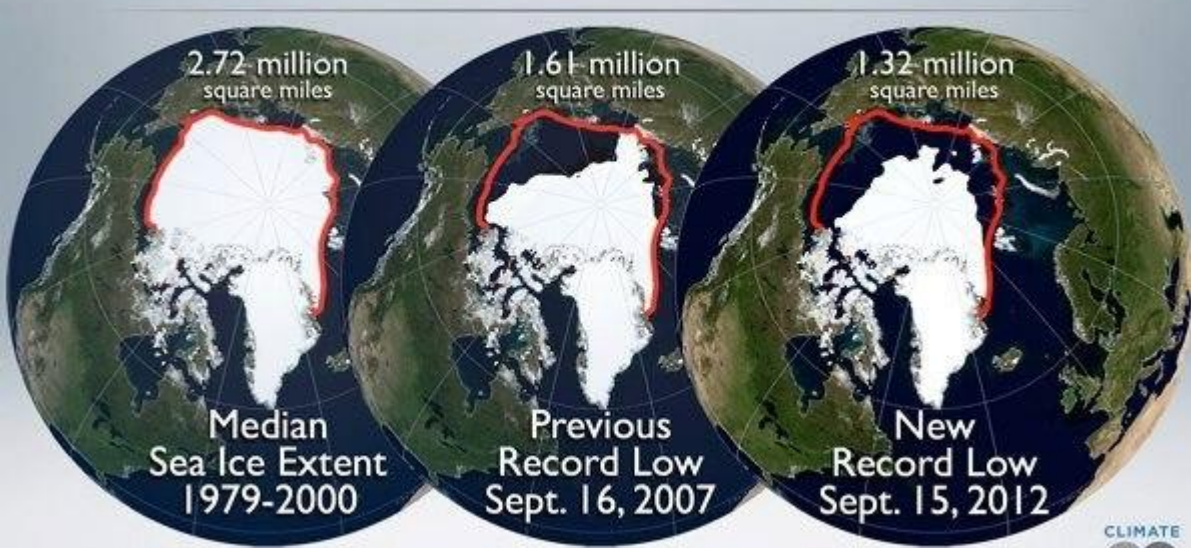 2.72 million
square miles
Median
Sea Ice Extent
1979-2000
1.61 million
square miles
Previous
Record Low
Sept. 16, 2007
1.32 million
square miles
New
Record Low
Sept. 15, 2012
CLIMATE